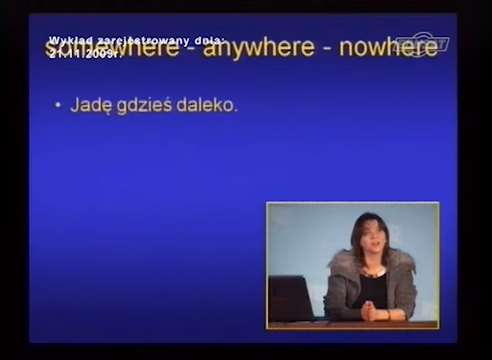 Wykład zarejestrowany dnia:
21.11.2009r.
somewhere - anywhere - nowhere
• Jadę gdzieś daleko.